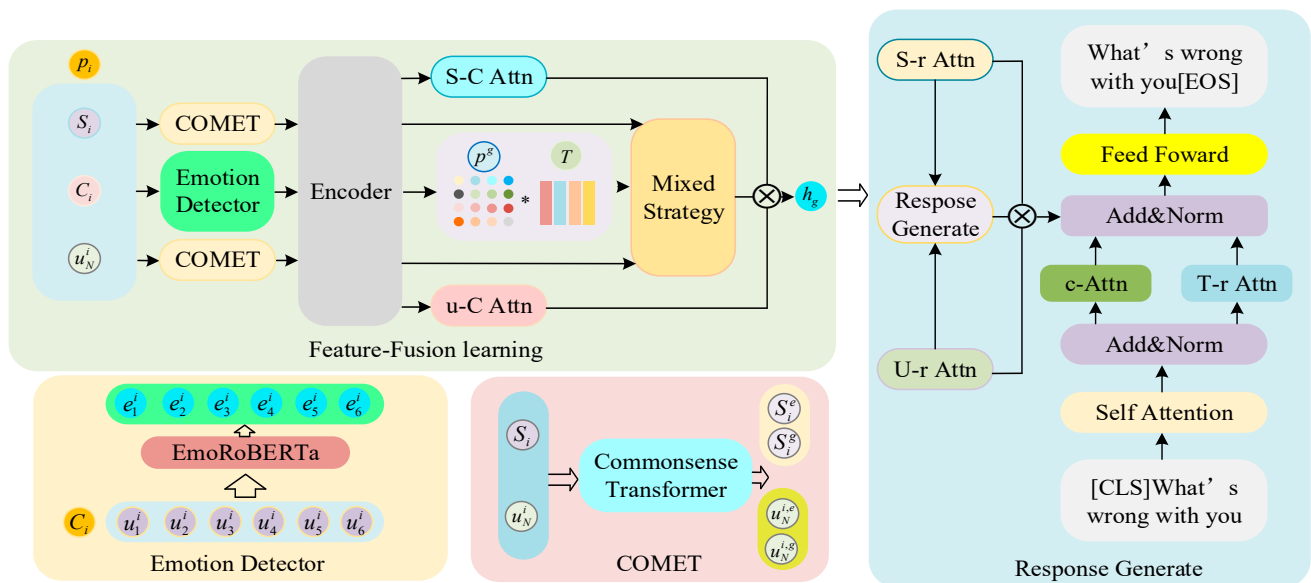 p_i
S_i
C_i
u_N^i
COMET
Emotion
Detector
COMET
Encoder
S-C Attn
p^g
T
*
u-C Attn
Mixed
Strategy
h_g
Feature-Fusion learning
e_1^i e_2^i e_3^i e_4^i e_5^i e_6^i
EmoRoBERTa
C_i u_1^i u_2^i u_3^i u_4^i u_5^i u_6^i
Emotion Detector
S_i
u_N^i
Commonsense
Transformer
S_i^e
S_i^g
u_N^{i,e}
u_N^{i,g}
COMET
S-r Attn
Respose
Generate
U-r Attn
What’s wrong
with you[EOS]
Feed Foward
Add&Norm
c-Attn
T-r Attn
Add&Norm
Self Attention
[CLS]What’s
wrong with you
Response Generate